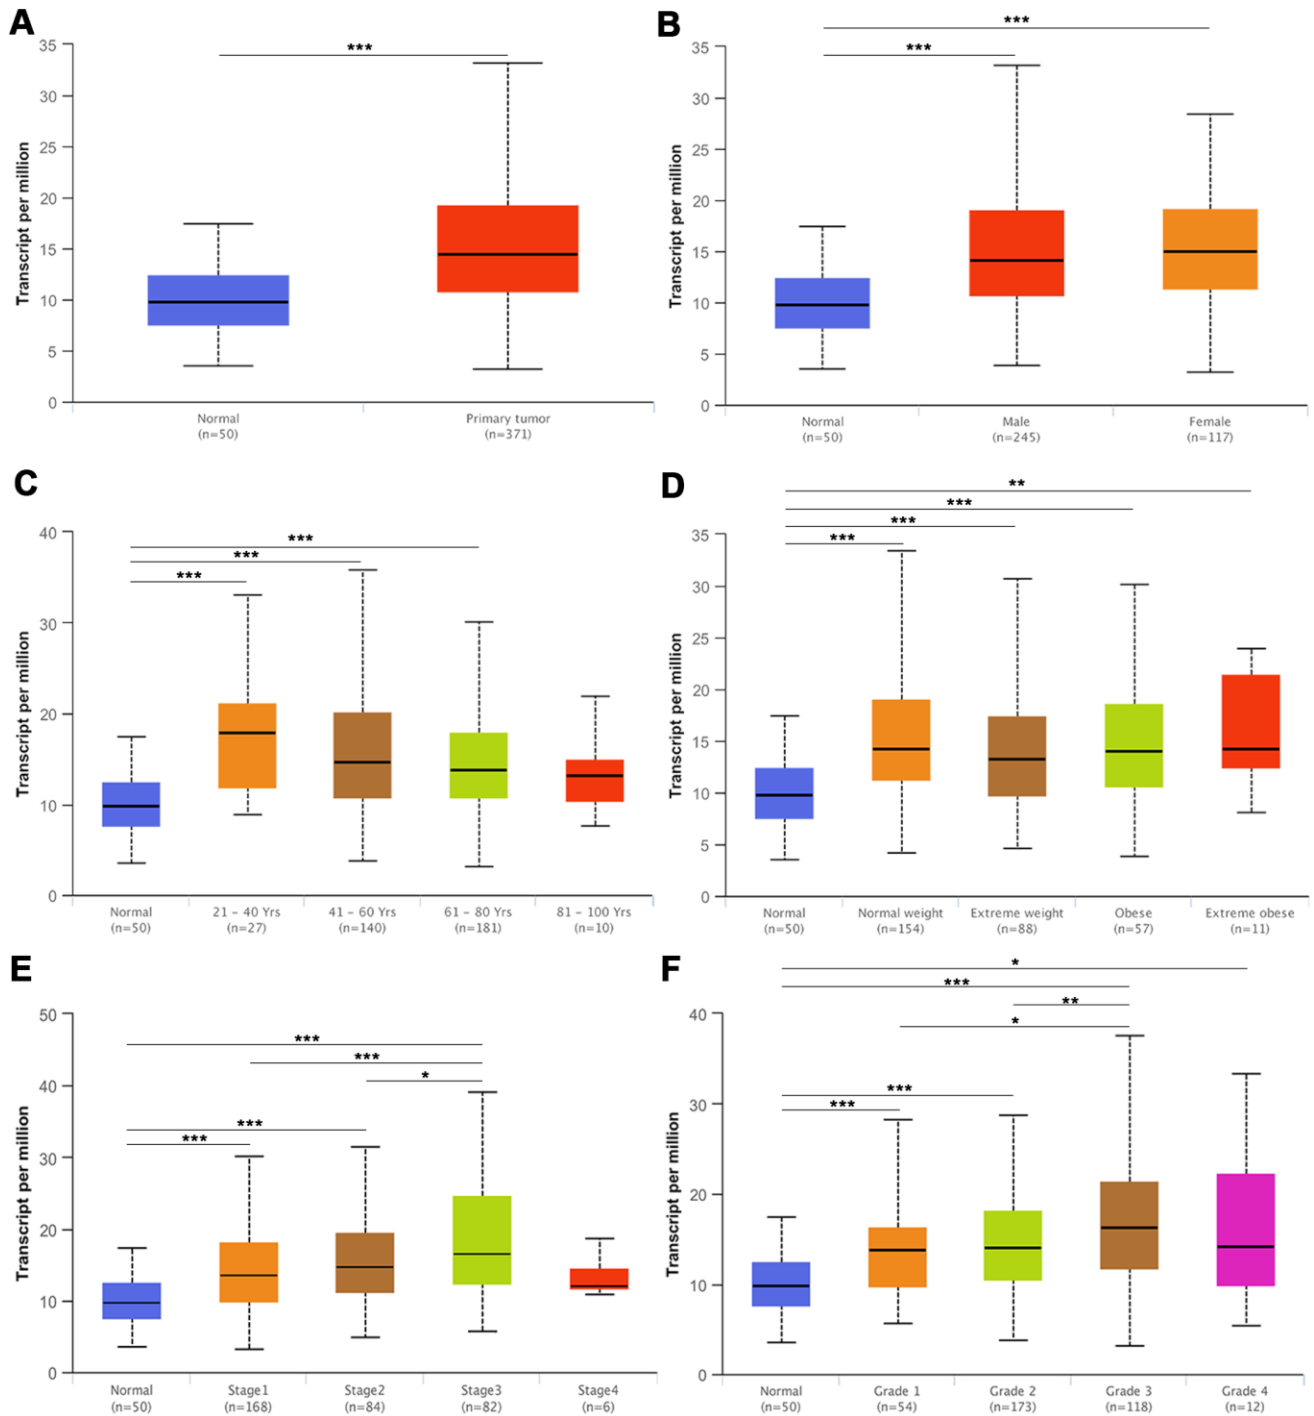 A
Transcript per million
35
30
25
20
15
10
5
0
***
Normal
(n=50)
Primary tumor
(n=371)
B
Transcript per million
35
30
25
20
15
10
5
0
***
***
Normal
(n=50)
Male
(n=245)
Female
(n=117)
C
Transcript per million
40
30
20
10
0
***
***
***
Normal
(n=50)
21 – 40 Yrs
(n=27)
41 – 60 Yrs
(n=140)
61 – 80 Yrs
(n=181)
81 – 100 Yrs
(n=10)
D
Transcript per million
35
30
25
20
15
10
5
0
**
***
***
***
Normal
(n=50)
Normal weight
(n=154)
Extreme weight
(n=88)
Obese
(n=57)
Extreme obese
(n=11)
E
Transcript per million
50
40
30
20
10
0
***
***
*
***
***
Normal
(n=50)
Stage1
(n=168)
Stage2
(n=84)
Stage3
(n=82)
Stage4
(n=6)
F
Transcript per million
40
30
20
10
0
*
***
**
*
***
***
Normal
(n=50)
Grade 1
(n=54)
Grade 2
(n=173)
Grade 3
(n=118)
Grade 4
(n=12)